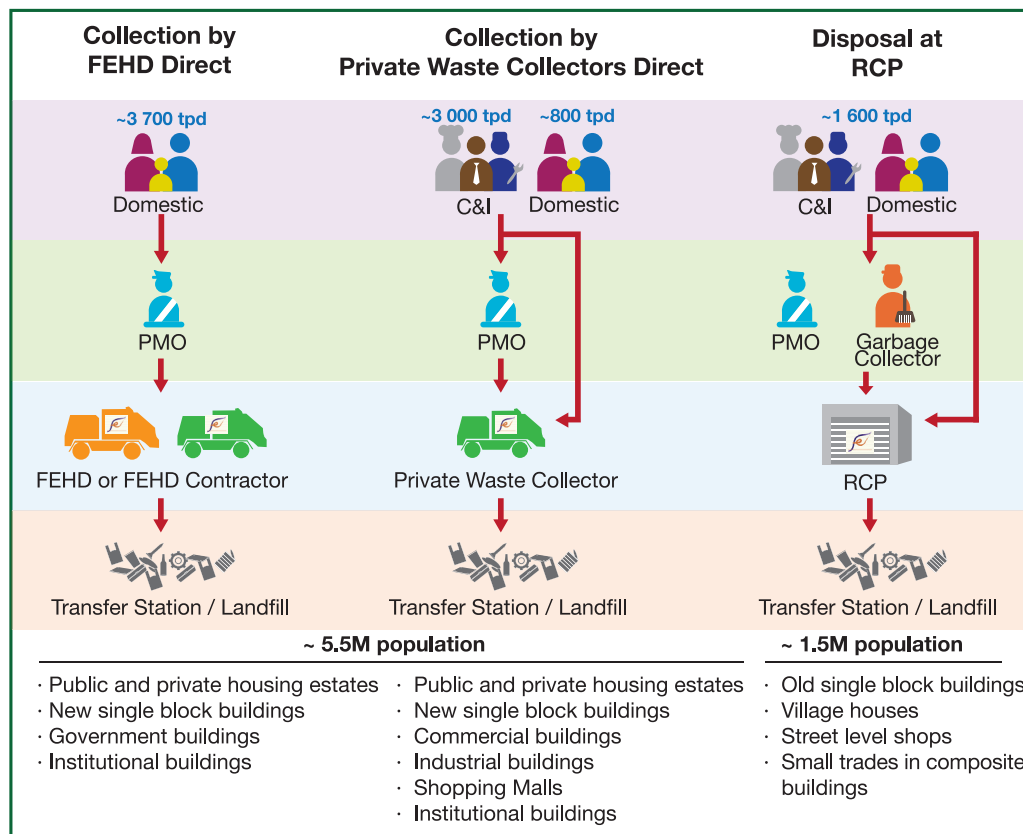 Collection by
FEHD Direct
Collection by
Private Waste Collectors Direct
Disposal at
RCP
~3 700 tpd
~3 000 tpd
~800 tpd
~1 600 tpd
Domestic
C&I
Domestic
C&I
Domestic
PMO
PMO
PMO
Garbage
Collector
FEHD or FEHD Contractor
Private Waste Collector
RCP
Transfer Station / Landfill
Transfer Station / Landfill
Transfer Station / Landfill
~ 5.5M population
~ 1.5M population
· Public and private housing estates
· New single block buildings
· Government buildings
· Institutional buildings
· Public and private housing estates
· New single block buildings
· Commercial buildings
· Industrial buildings
· Shopping Malls
· Institutional buildings
· Old single block buildings
· Village houses
· Street level shops
· Small trades in composite
buildings